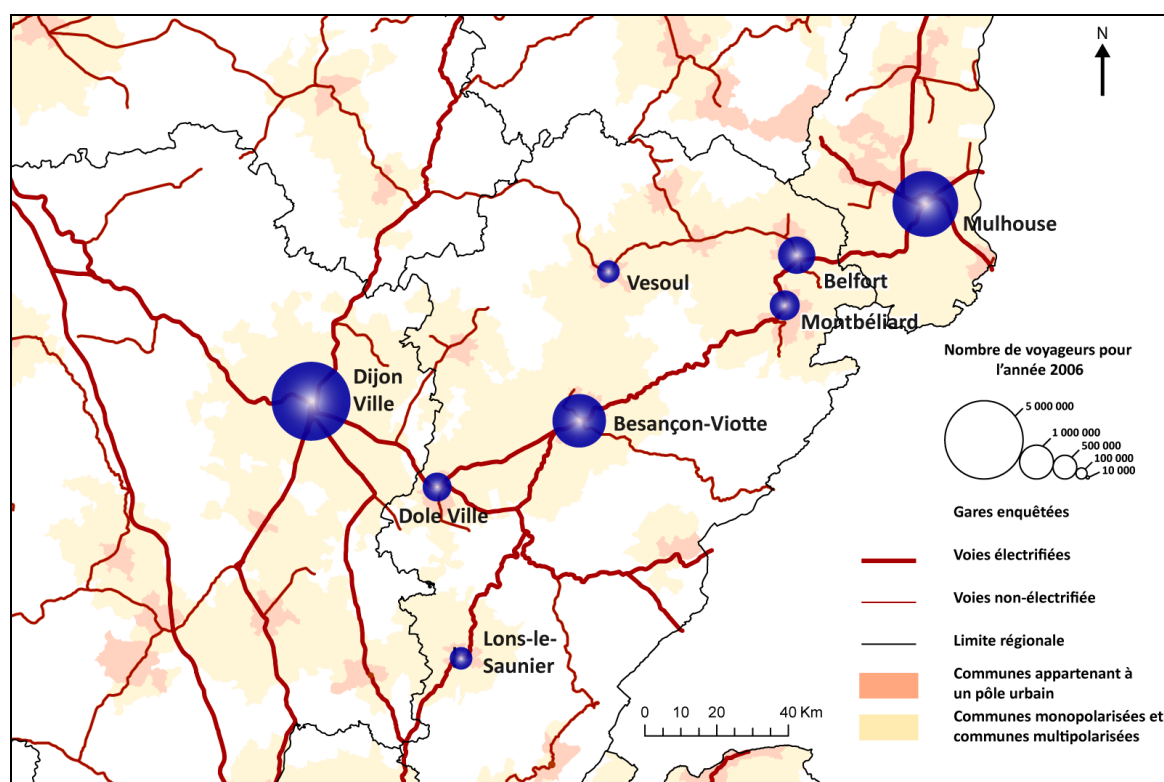 N
Mulhouse
Belfort
Vesoul
Montbéliard
Dijon
Ville
Besançon-Viotte
Dole Ville
Lons-le-
Saunier
Nombre de voyageurs pour
l'année 2006
5 000 000
1 000 000
500 000
100 000
10 000
Gares enquêtées
Voies électrifiées
Voies non-électrifiée
Limite régionale
Communes appartenant à
un pôle urbain
Communes monopolarisées et
communes multipolarisées
0 10 20 40 Km